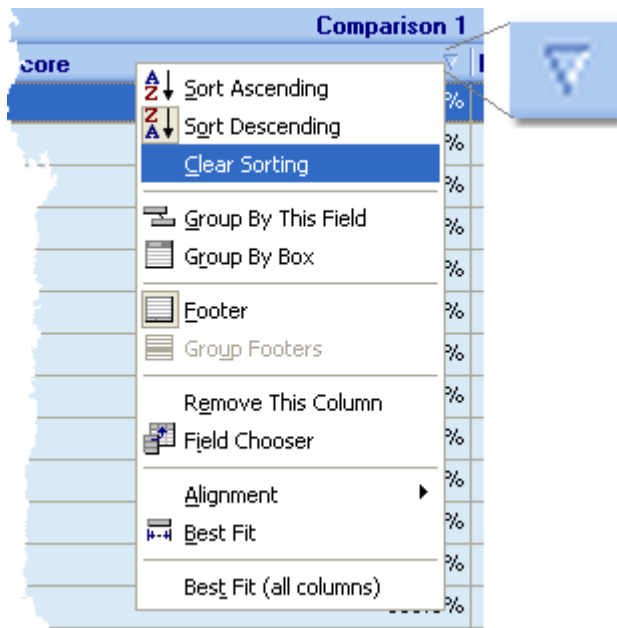 Comparison 1
core
Sort Ascending
%
Sort Descending
%
Clear Sorting
%
Group By This Field
%
Group By Box
%
Footer
%
Group Footers
%
Remove This Column
%
Field Chooser
%
Alignment
%
Best Fit
%
%
Best Fit (all columns)
%